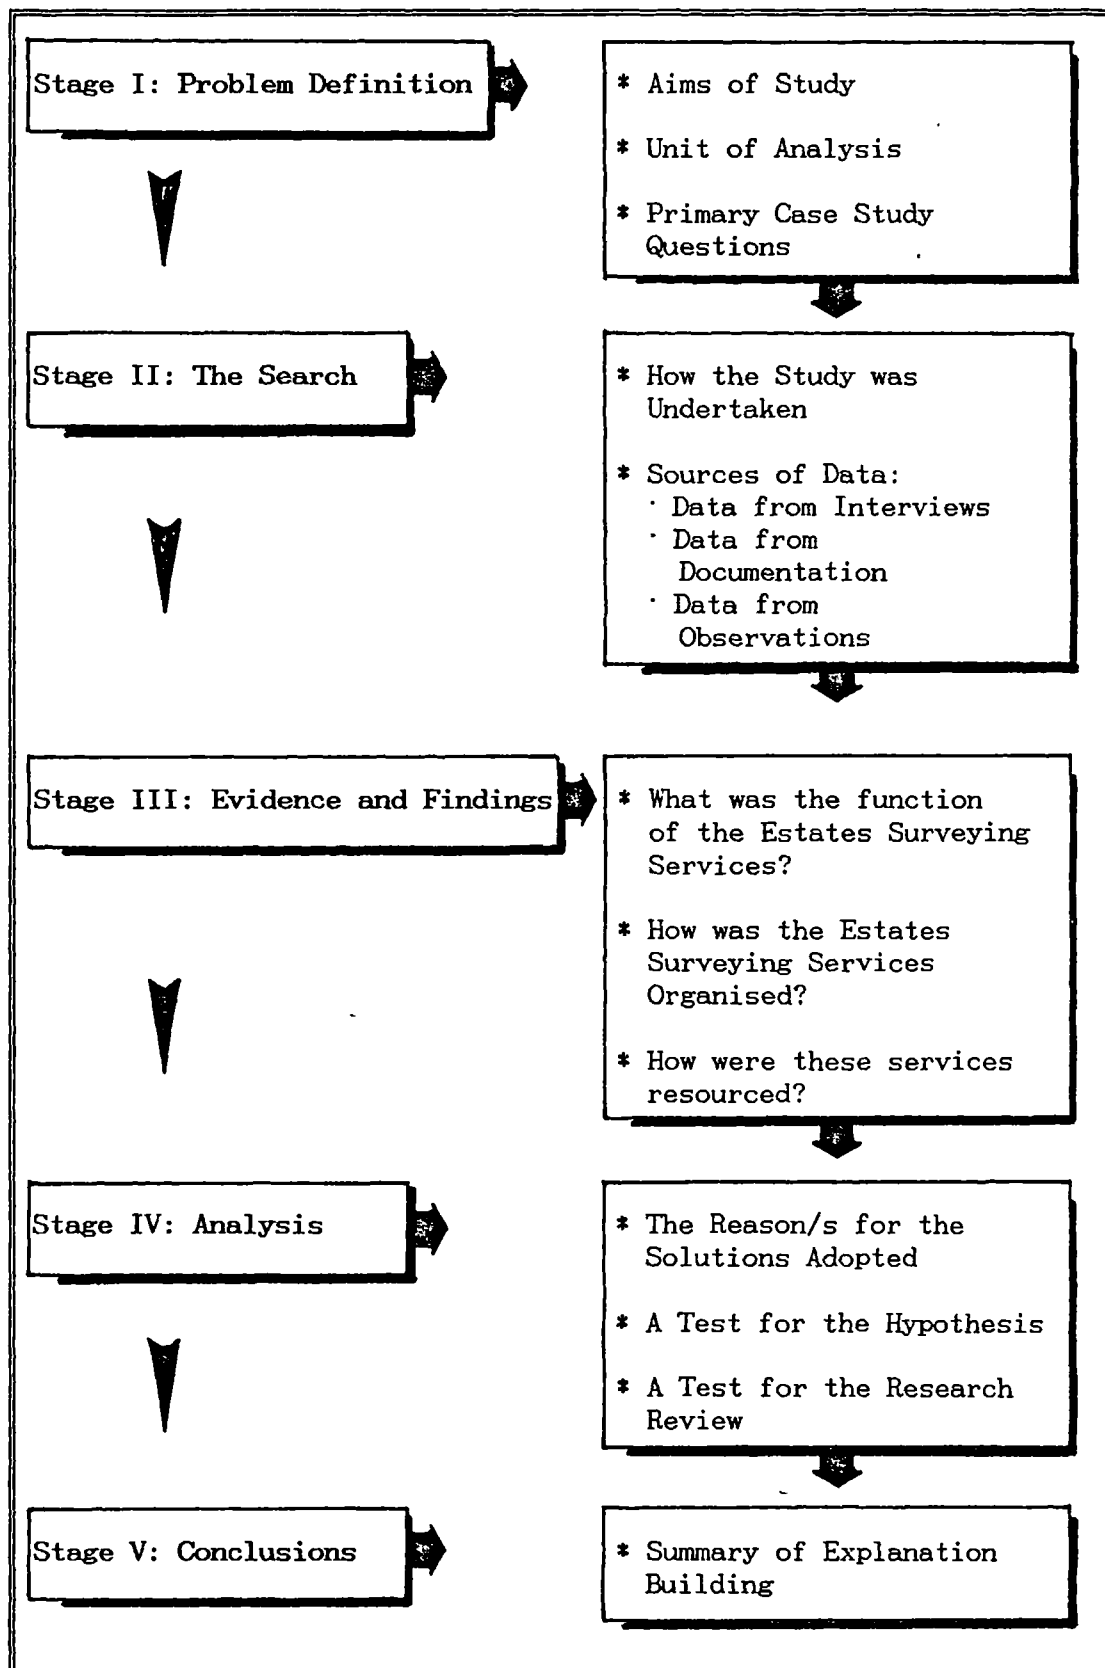 Stage I: Problem Definition
* Aims of Study
* Unit of Analysis
* Primary Case Study
Questions
Stage II: The Search
* How the Study was
Undertaken
* Sources of Data:
· Data from Interviews
· Data from
Documentation
· Data from
Observations
Stage III: Evidence and Findings
* What was the function
of the Estates Surveying
Services?
* How was the Estates
Surveying Services
Organised?
* How were these services
resourced?
Stage IV: Analysis
* The Reason/s for the
Solutions Adopted
* A Test for the Hypothesis
* A Test for the Research
Review
Stage V: Conclusions
* Summary of Explanation
Building